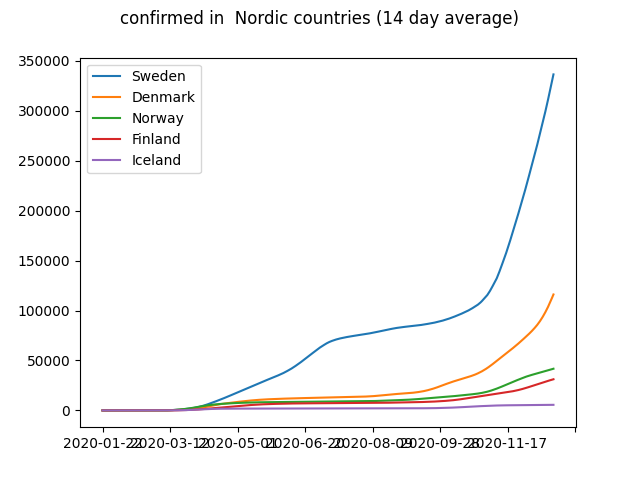 confirmed in  Nordic countries (14 day average)
350000
300000
250000
200000
150000
100000
50000
0
Sweden
Denmark
Norway
Finland
Iceland
2020-01-22 2020-03-12 2020-05-01 2020-06-20 2020-08-09 2020-09-28 2020-11-17